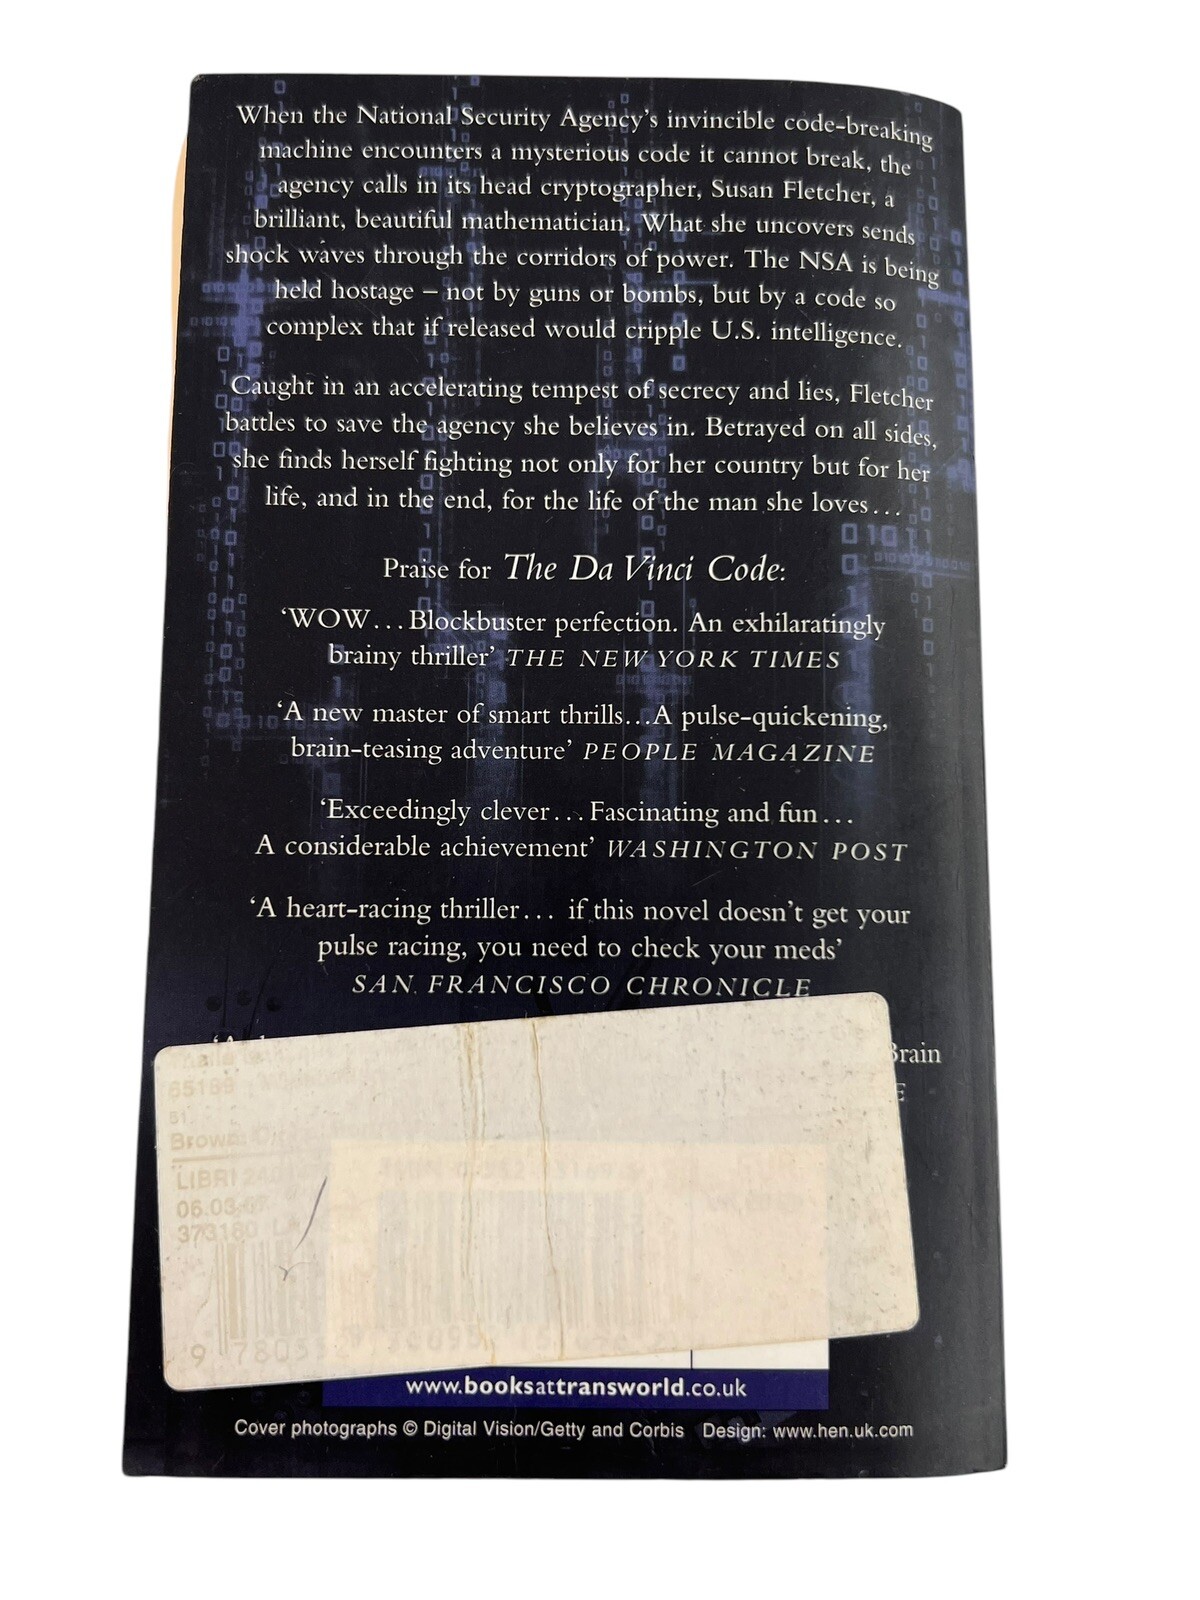 When the National Security Agency's invincible code-breaking
machine encounters a mysterious code it cannot break, the
agency calls in its head cryptographer, Susan Fletcher, a
brilliant, beautiful mathematician. What she uncovers sends
shock waves through the corridors of power. The NSA is being
held hostage – not by guns or bombs, but by a code so
complex that if released would cripple U.S. intelligence.
Caught in an accelerating tempest of secrecy and lies, Fletcher
battles to save the agency she believes in. Betrayed on all sides,
she finds herself fighting not only for her country but for her
life, and in the end, for the life of the man she loves...
Praise for The Da Vinci Code:
‘WOW... Blockbuster perfection. An exhilaratingly
brainy thriller’ THE NEW YORK TIMES
‘A new master of smart thrills...A pulse-quickening,
brain-teasing adventure’ PEOPLE MAGAZINE
‘Exceedingly clever... Fascinating and fun...
A considerable achievement’ WASHINGTON POST
‘A heart-racing thriller... if this novel doesn't get your
pulse racing, you need to check your meds’
SAN FRANCISCO CHRONICLE
Brain
65189
51
Brown
LIBRI
06.03.07
373180 LA
www.booksattransworld.co.uk
Cover photographs © Digital Vision/Getty and Corbis Design: www.hen.uk.com